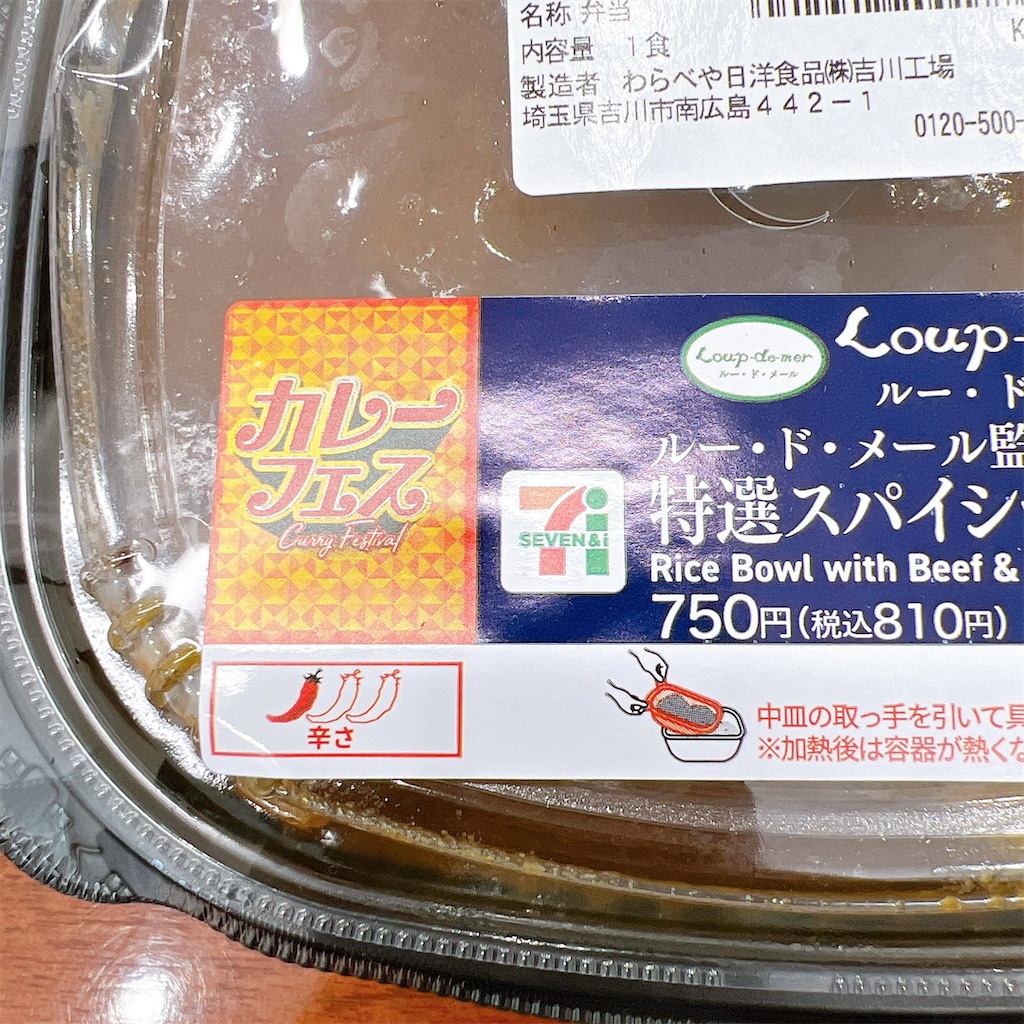 名称 弁当
内容量 1食
製造者 わらべや日洋食品㈱吉川工場
埼玉県吉川市南広島442-1
0120-500-
カレー
フェス
Curry Festival
Loup-de-mer
ルー・ド・メール
Loup-
ルー・ド
ルー・ド・メール監
特選スパイシ
SEVEN&i
Rice Bowl with Beef &
750円(税込810円)
辛さ
中皿の取っ手を引いて具
※加熱後は容器が熱くな